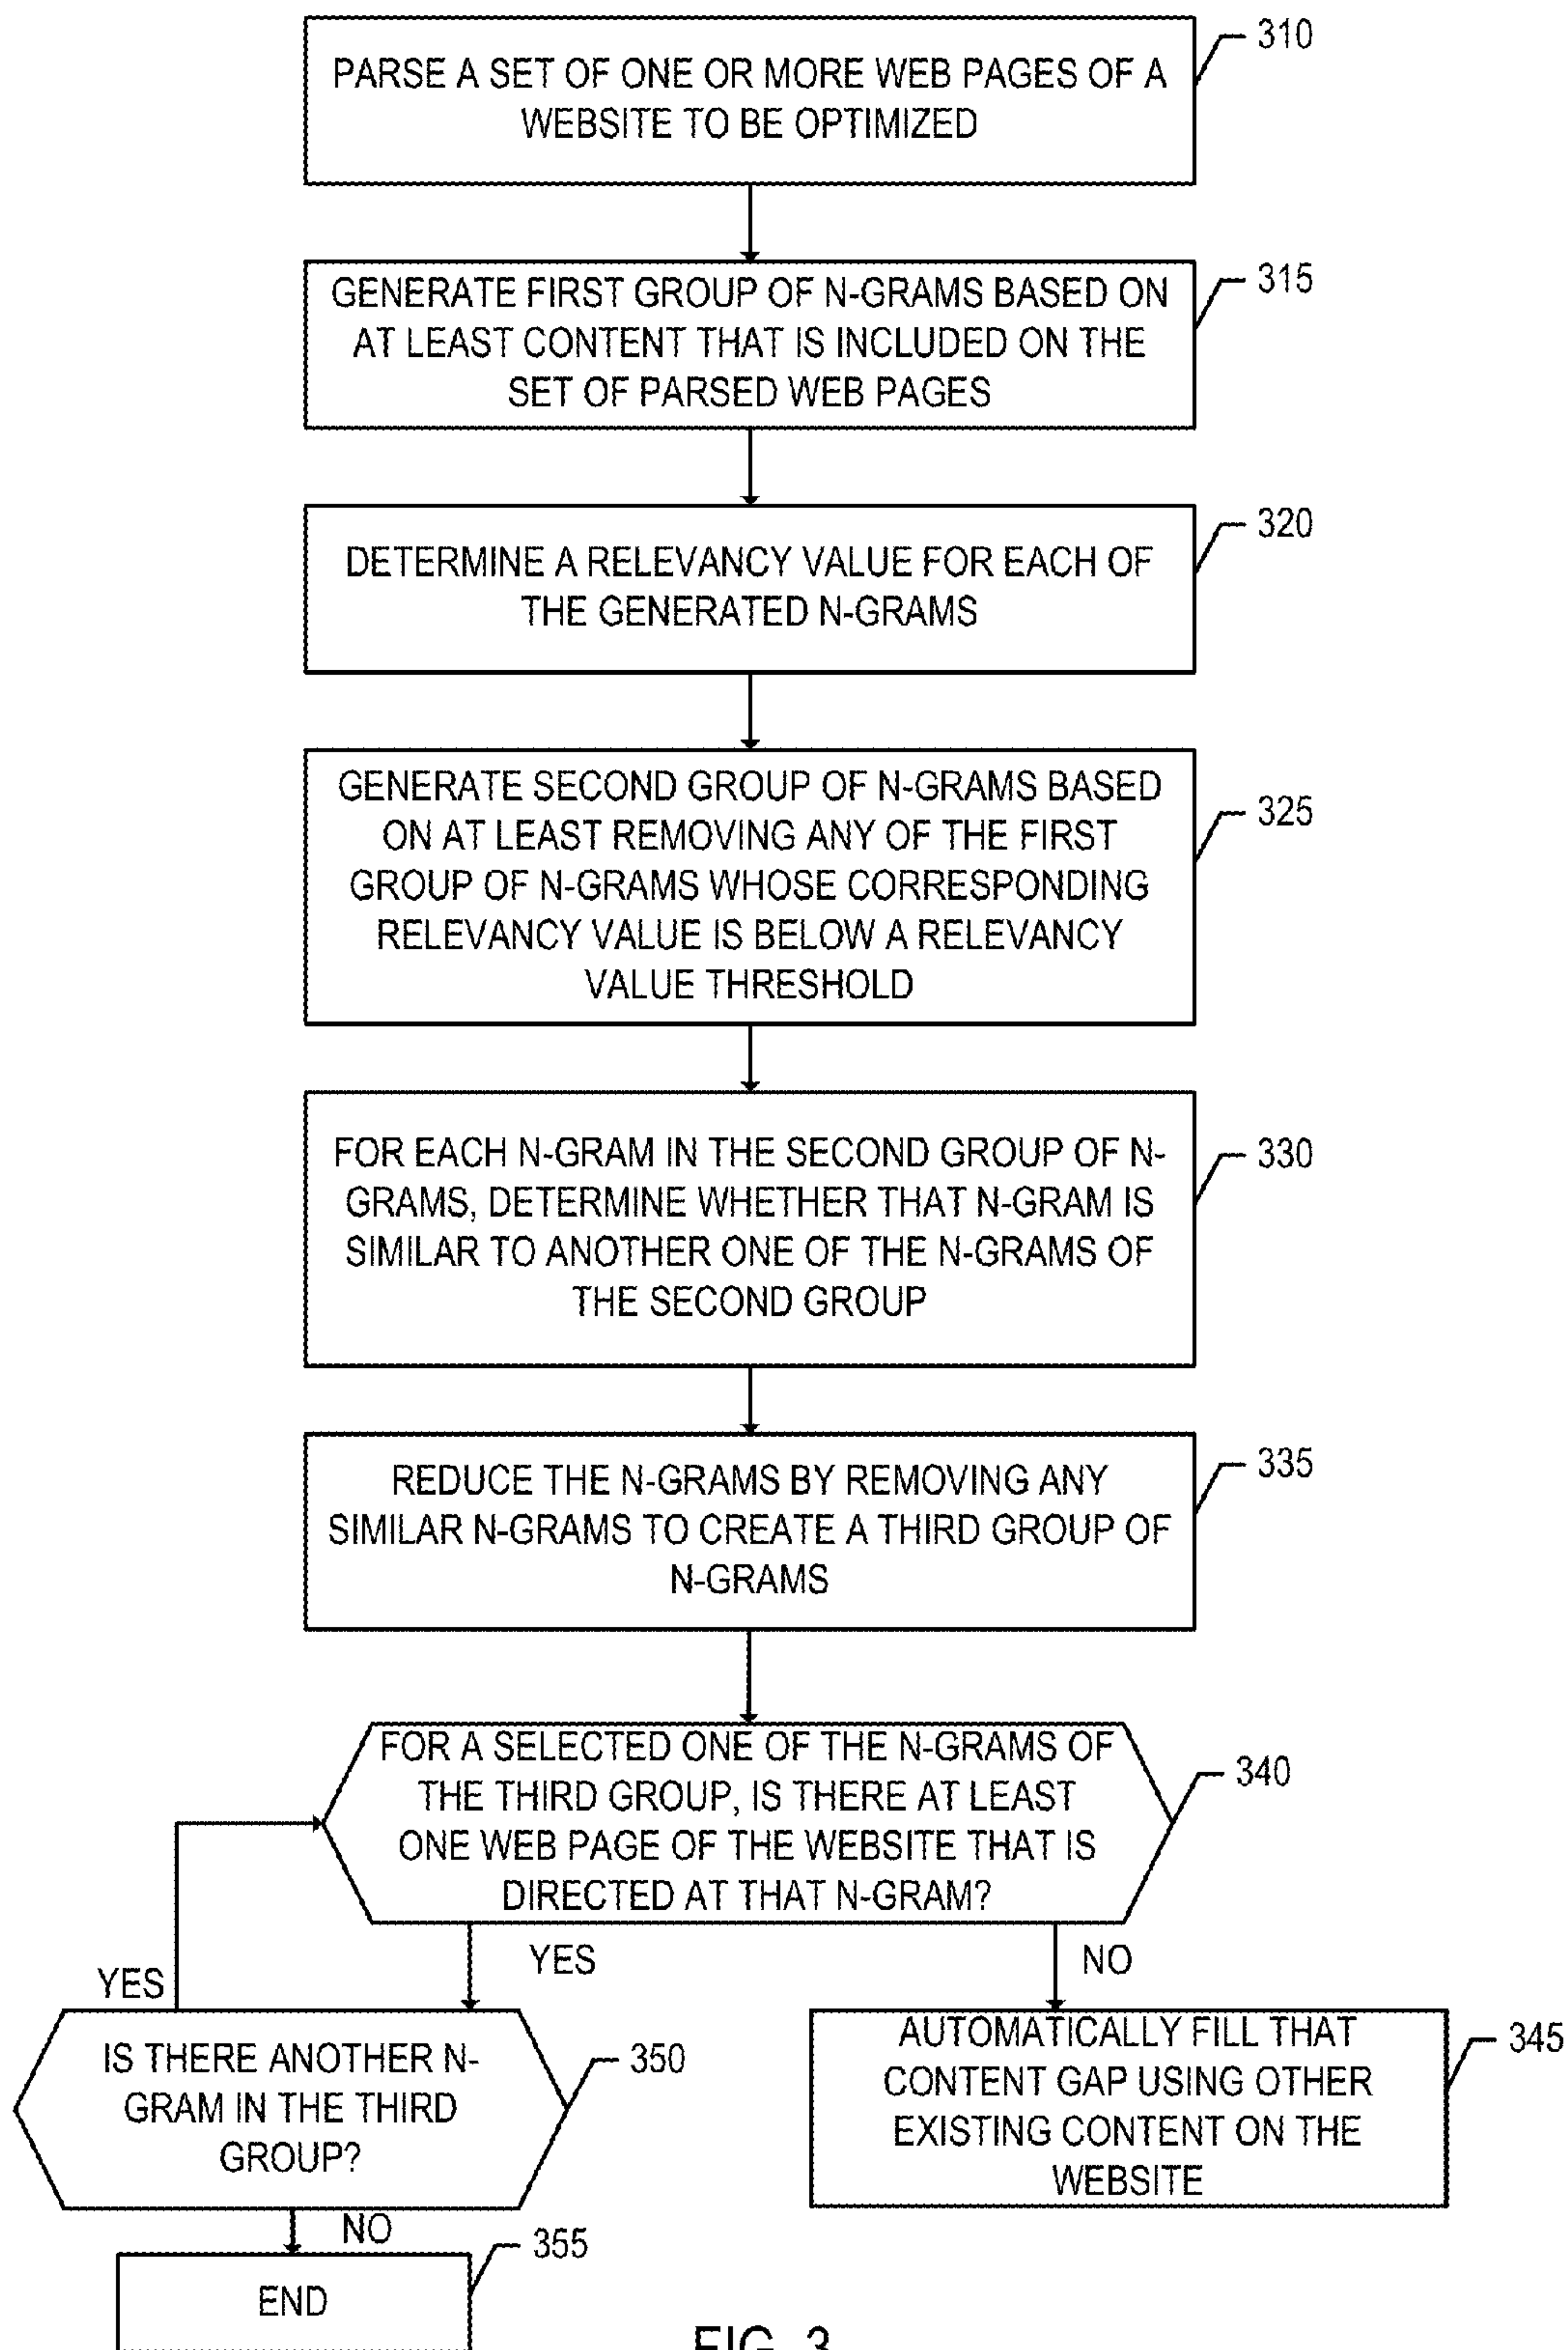 310
PARSE A SET OF ONE OR MORE WEB PAGES OF A
WEBSITE TO BE OPTIMIZED
315
GENERATE FIRST GROUP OF N-GRAMS BASED ON
AT LEAST CONTENT THAT IS INCLUDED ON THE
SET OF PARSED WEB PAGES
320
DETERMINE A RELEVANCY VALUE FOR EACH OF
THE GENERATED N-GRAMS
325
GENERATE SECOND GROUP OF N-GRAMS BASED
ON AT LEAST REMOVING ANY OF THE FIRST
GROUP OF N-GRAMS WHOSE CORRESPONDING
RELEVANCY VALUE IS BELOW A RELEVANCY
VALUE THRESHOLD
330
FOR EACH N-GRAM IN THE SECOND GROUP OF N-
GRAMS, DETERMINE WHETHER THAT N-GRAM IS
SIMILAR TO ANOTHER ONE OF THE N-GRAMS OF
THE SECOND GROUP
335
REDUCE THE N-GRAMS BY REMOVING ANY
SIMILAR N-GRAMS TO CREATE A THIRD GROUP OF
N-GRAMS
340
FOR A SELECTED ONE OF THE N-GRAMS OF
THE THIRD GROUP, IS THERE AT LEAST
ONE WEB PAGE OF THE WEBSITE THAT IS
DIRECTED AT THAT N-GRAM?
YES
NO
YES
345
AUTOMATICALLY FILL THAT
CONTENT GAP USING OTHER
EXISTING CONTENT ON THE
WEBSITE
350
IS THERE ANOTHER N-
GRAM IN THE THIRD
GROUP?
NO
355
END
FIG. 3